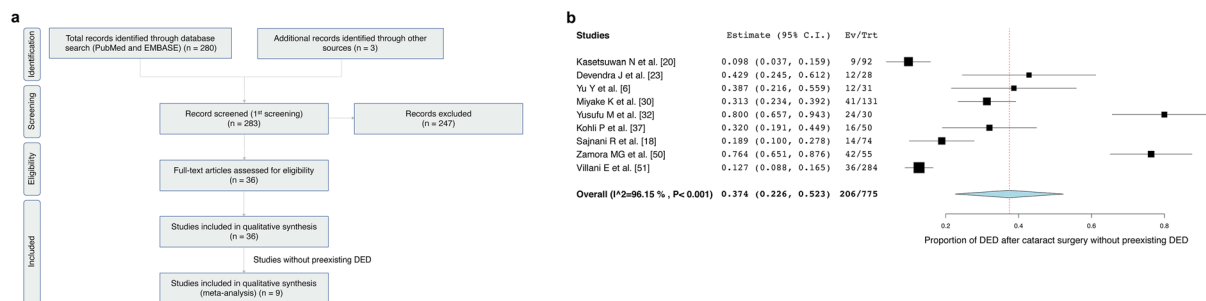 a
Identification
Total records identified through database
search (PubMed and EMBASE) (n = 280)
Additional records identified through other
sources (n = 3)
Screening
Record screened (1st screening)
(n = 283)
Records excluded
(n = 247)
Eligibility
Full-text articles assessed for eligibility
(n = 36)
Included
Studies included in qualitative synthesis
(n = 36)
Studies without preexisting DED
Studies included in qualitative synthesis
(meta-analysis) (n = 9)
b
Studies Estimate (95% C.I.) Ev/Trt
Kasetsuwan N et al. [20] 0.098 (0.037, 0.159) 9/92
Devendra J et al. [23] 0.429 (0.245, 0.612) 12/28
Yu Y et al. [6] 0.387 (0.216, 0.559) 12/31
Miyake K et al. [30] 0.313 (0.234, 0.392) 41/131
Yusufu M et al. [32] 0.800 (0.657, 0.943) 24/30
Kohli P et al. [37] 0.320 (0.191, 0.449) 16/50
Sajnani R et al. [18] 0.189 (0.100, 0.278) 14/74
Zamora MG et al. [50] 0.764 (0.651, 0.876) 42/55
Villani E et al. [51] 0.127 (0.088, 0.165) 36/284
Overall (I^2=96.15 % , P< 0.001) 0.374 (0.226, 0.523) 206/775
0.2 0.4 0.6 0.8
Proportion of DED after cataract surgery without preexisting DED